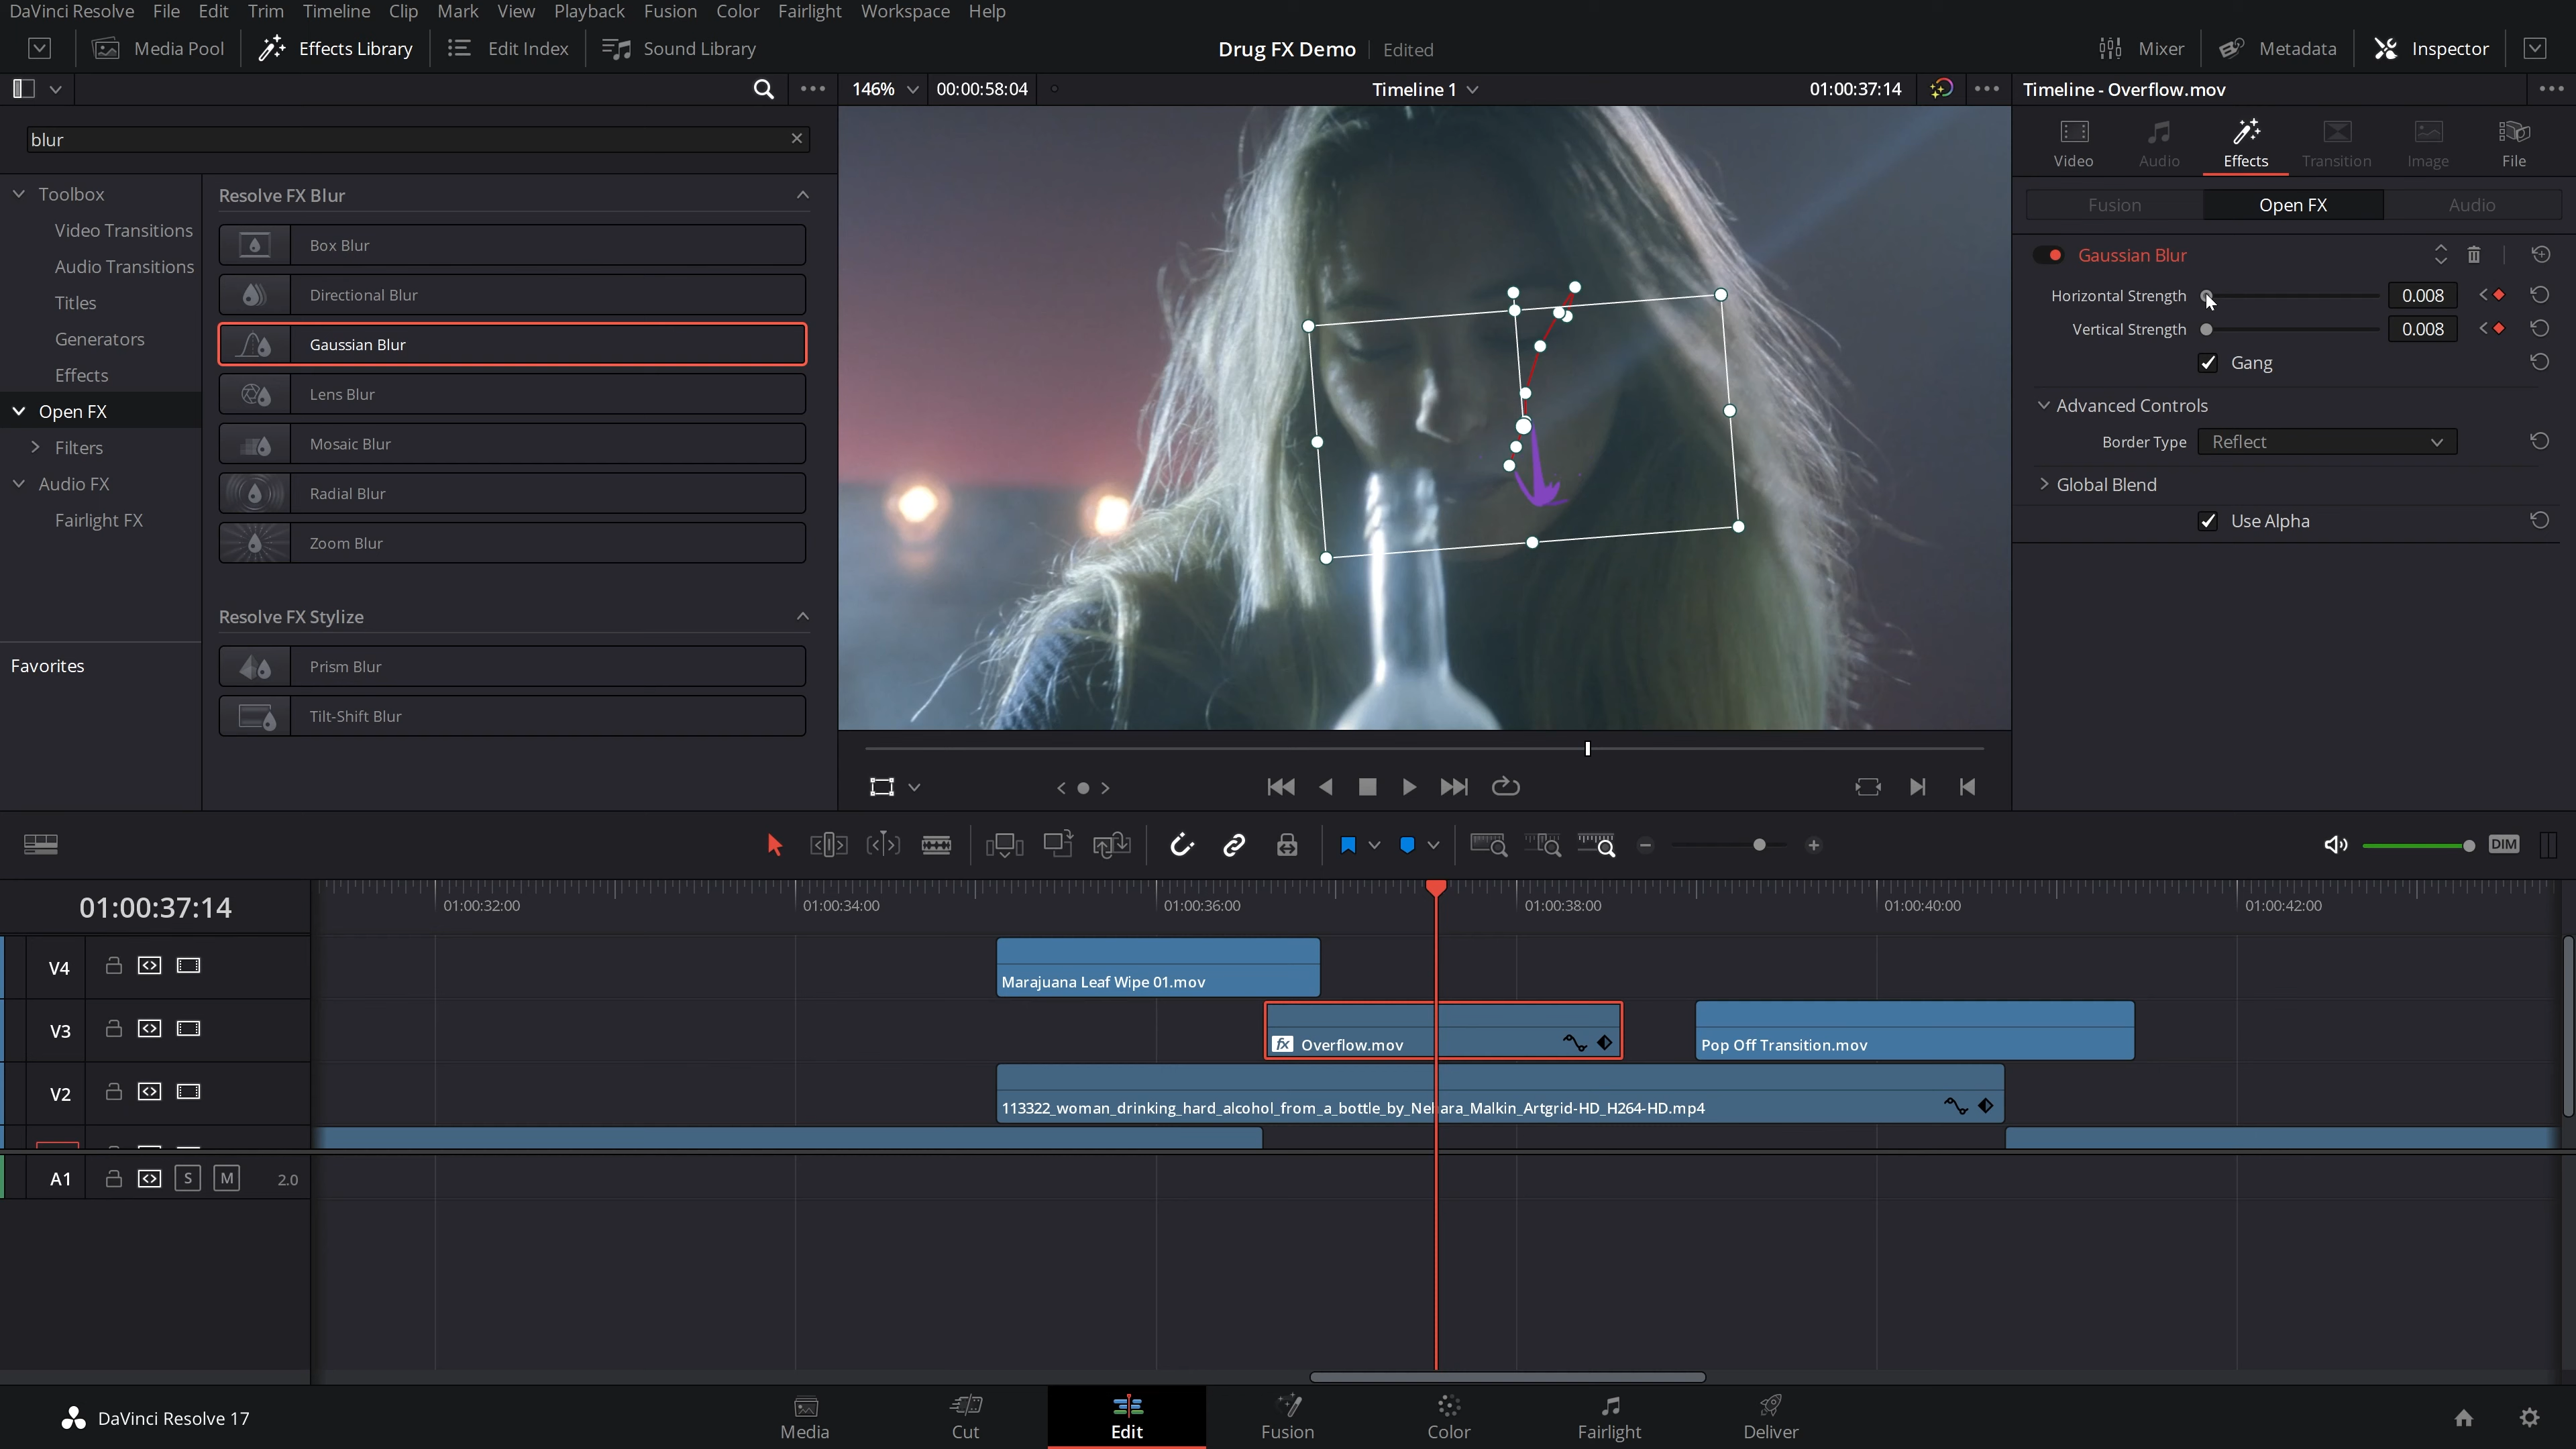 DaVinci Resolve File Edit Trim Timeline Clip Mark View Playback Fusion Color Fairlight Workspace Help
Media Pool Effects Library Edit Index Sound Library Drug FX Demo Edited Mixer Metadata Inspector
146% 00:00:58:04 Timeline 1 01:00:37:14 Timeline - Overflow.mov
blur
Video Audio Effects Transition Image File
Toolbox
Video Transitions
Audio Transitions
Titles
Generators
Effects
Open FX
Filters
Audio FX
Fairlight FX
Favorites
Resolve FX Blur
Box Blur
Directional Blur
Gaussian Blur
Lens Blur
Mosaic Blur
Radial Blur
Zoom Blur
Resolve FX Stylize
Prism Blur
Tilt-Shift Blur
Fusion Open FX Audio
Gaussian Blur
Horizontal Strength 0.008
Vertical Strength 0.008
Gang
Advanced Controls
Border Type Reflect
Global Blend
Use Alpha
DIM
01:00:37:14
01:00:32:00 01:00:34:00 01:00:36:00 01:00:38:00 01:00:40:00 01:00:42:00
V4
Marajuana Leaf Wipe 01.mov
V3
fx Overflow.mov
Pop Off Transition.mov
V2
113322_woman_drinking_hard_alcohol_from_a_bottle_by_Nehara_Malkin_Artgrid-HD_H264-HD.mp4
A1 S M 2.0
DaVinci Resolve 17
Media Cut Edit Fusion Color Fairlight Deliver